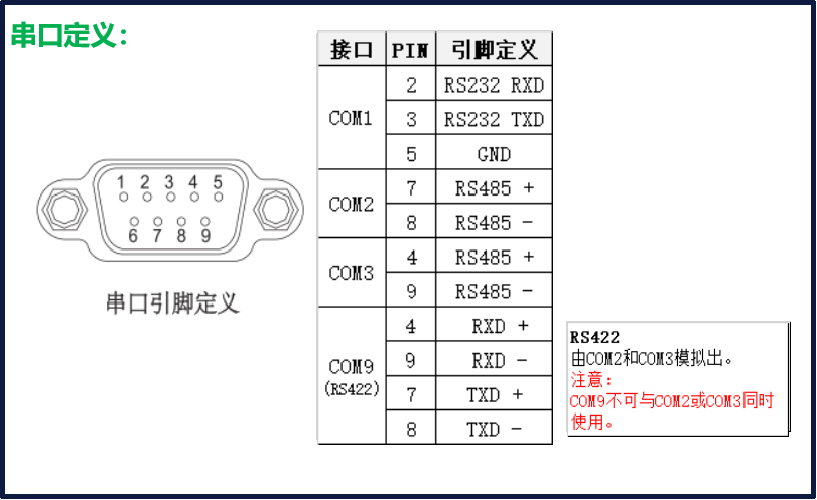 串口定义：
接口 PIN 引脚定义
COM1 2 RS232 RXD
3 RS232 TXD
5 GND
COM2 7 RS485 +
8 RS485 -
COM3 4 RS485 +
9 RS485 -
COM9 (RS422) 4 RXD +
9 RXD -
7 TXD +
8 TXD -
1 2 3 4 5
6 7 8 9
串口引脚定义
RS422
由COM2和COM3模拟出。
注意：
COM9不可与COM2或COM3同时
使用。